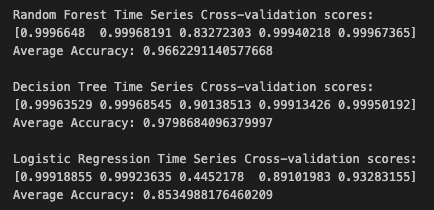 Random Forest Time Series Cross-validation scores:
[0.9996648  0.99968191 0.83272303 0.99940218 0.99967365]
Average Accuracy: 0.9662291140577668
Decision Tree Time Series Cross-validation scores:
[0.99963529 0.99968545 0.90138513 0.99913426 0.99950192]
Average Accuracy: 0.9798684096379997
Logistic Regression Time Series Cross-validation scores:
[0.99918855 0.99923635 0.4452178  0.89101983 0.93283155]
Average Accuracy: 0.8534988176460209